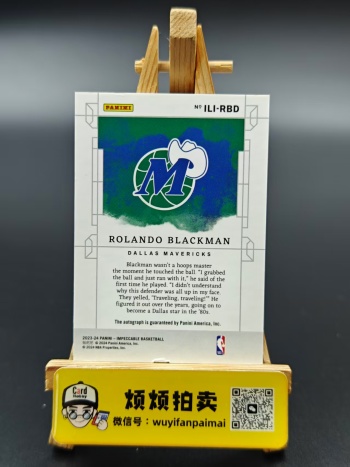 PANINI
Nº ILI-RBD
M
ROLANDO BLACKMAN
DALLAS MAVERICKS
Blackman wasn't a hoops master
the moment he touched the ball. "I grabbed
the ball and just ran with it," he said of the
first time he played. "I didn't understand
why this defender was all up in my face.
They yelled, 'Traveling, traveling!'" He
figured it out over the years, going on to
become a Dallas star in the '80s.
The autograph is guaranteed by Panini America, Inc.
2023-24 PANINI - IMPECCABLE BASKETBALL
© 2024 Panini America, Inc.
© 2024 NBA Properties, Inc.
NBA
Card
烦烦拍卖
微信号：wuyifanpaimai